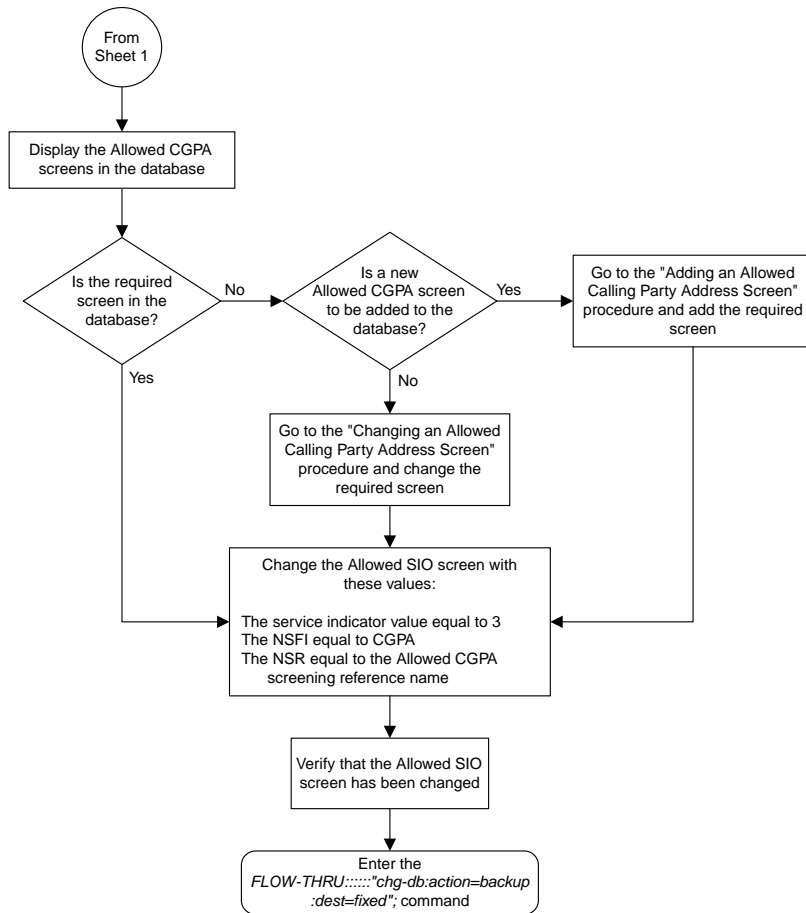 From
Sheet 1
Display the Allowed CGPA
screens in the database
Is the required
screen in the
database?
No
Is a new
Allowed CGPA screen
to be added to the
database?
Yes
Go to the "Adding an Allowed
Calling Party Address Screen"
procedure and add the required
screen
Yes
No
Go to the "Changing an Allowed
Calling Party Address Screen"
procedure and change the
required screen
Change the Allowed SIO screen with
these values:
The service indicator value equal to 3
The NSFI equal to CGPA
The NSR equal to the Allowed CGPA
screening reference name
Verify that the Allowed SIO
screen has been changed
Enter the
FLOW-THRU::::::"chg-db:action=backup
:dest=fixed"; command